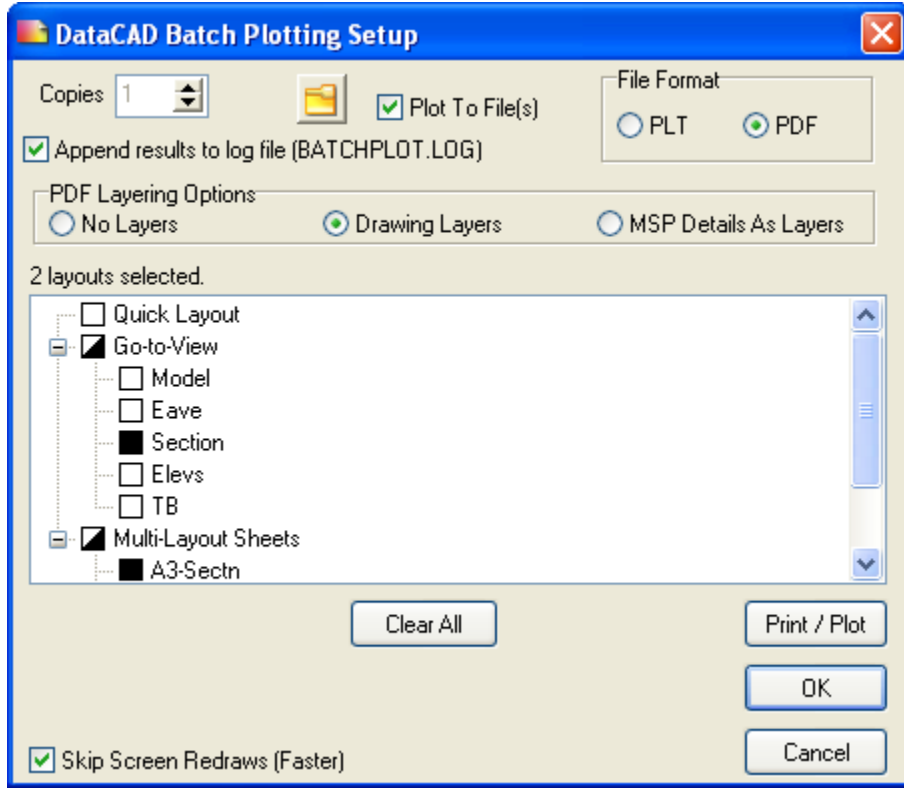 DataCAD Batch Plotting Setup
Copies 1
Plot To File(s)
File Format
PLT PDF
Append results to log file (BATCHPLOT.LOG)
PDF Layering Options
No Layers Drawing Layers MSP Details As Layers
2 layouts selected.
Quick Layout
Go-to-View
Model
Eave
Section
Elevs
TB
Multi-Layout Sheets
A3-Sectn
Clear All Print / Plot
OK
Skip Screen Redraws (Faster) Cancel